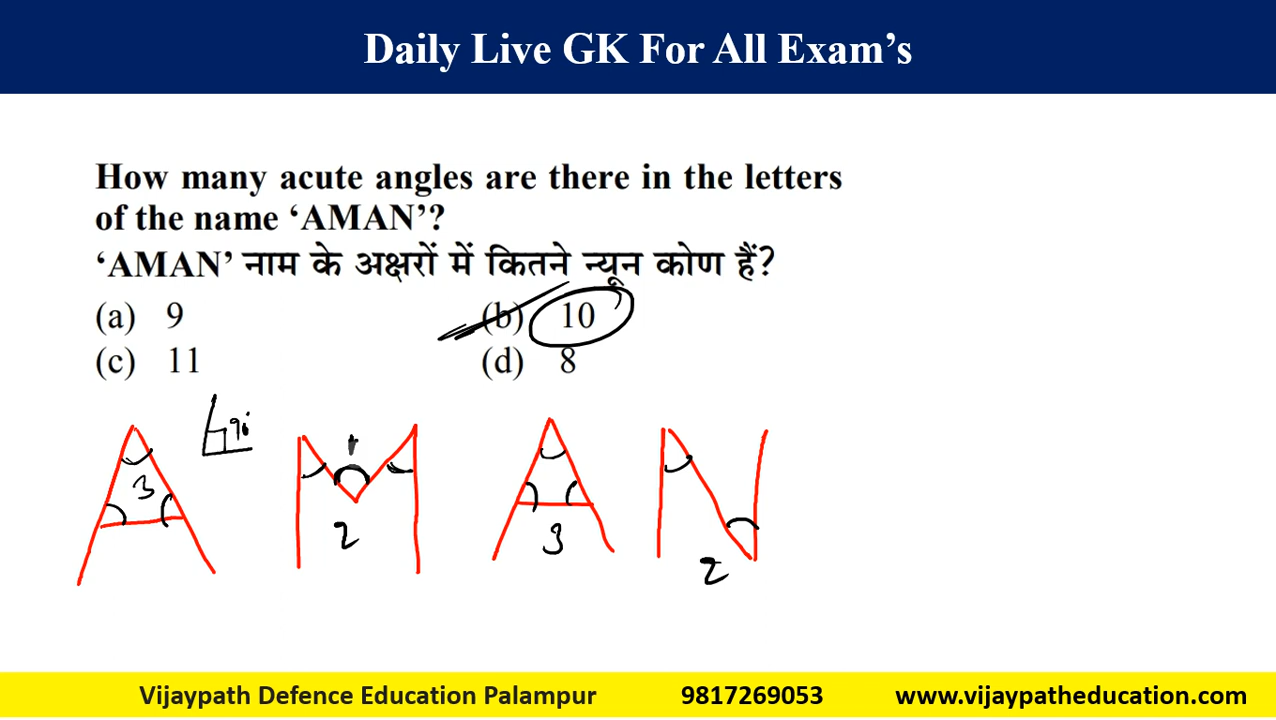 Daily Live GK For All Exam’s
How many acute angles are there in the letters
of the name ‘AMAN’?
‘AMAN’ नाम के अक्षरों में कितने न्यून कोण हैं?
(a) 9 (b) 10
(c) 11 (d) 8
A 90 M A N
3 2 3 2
Vijaypath Defence Education Palampur 9817269053 www.vijaypatheducation.com